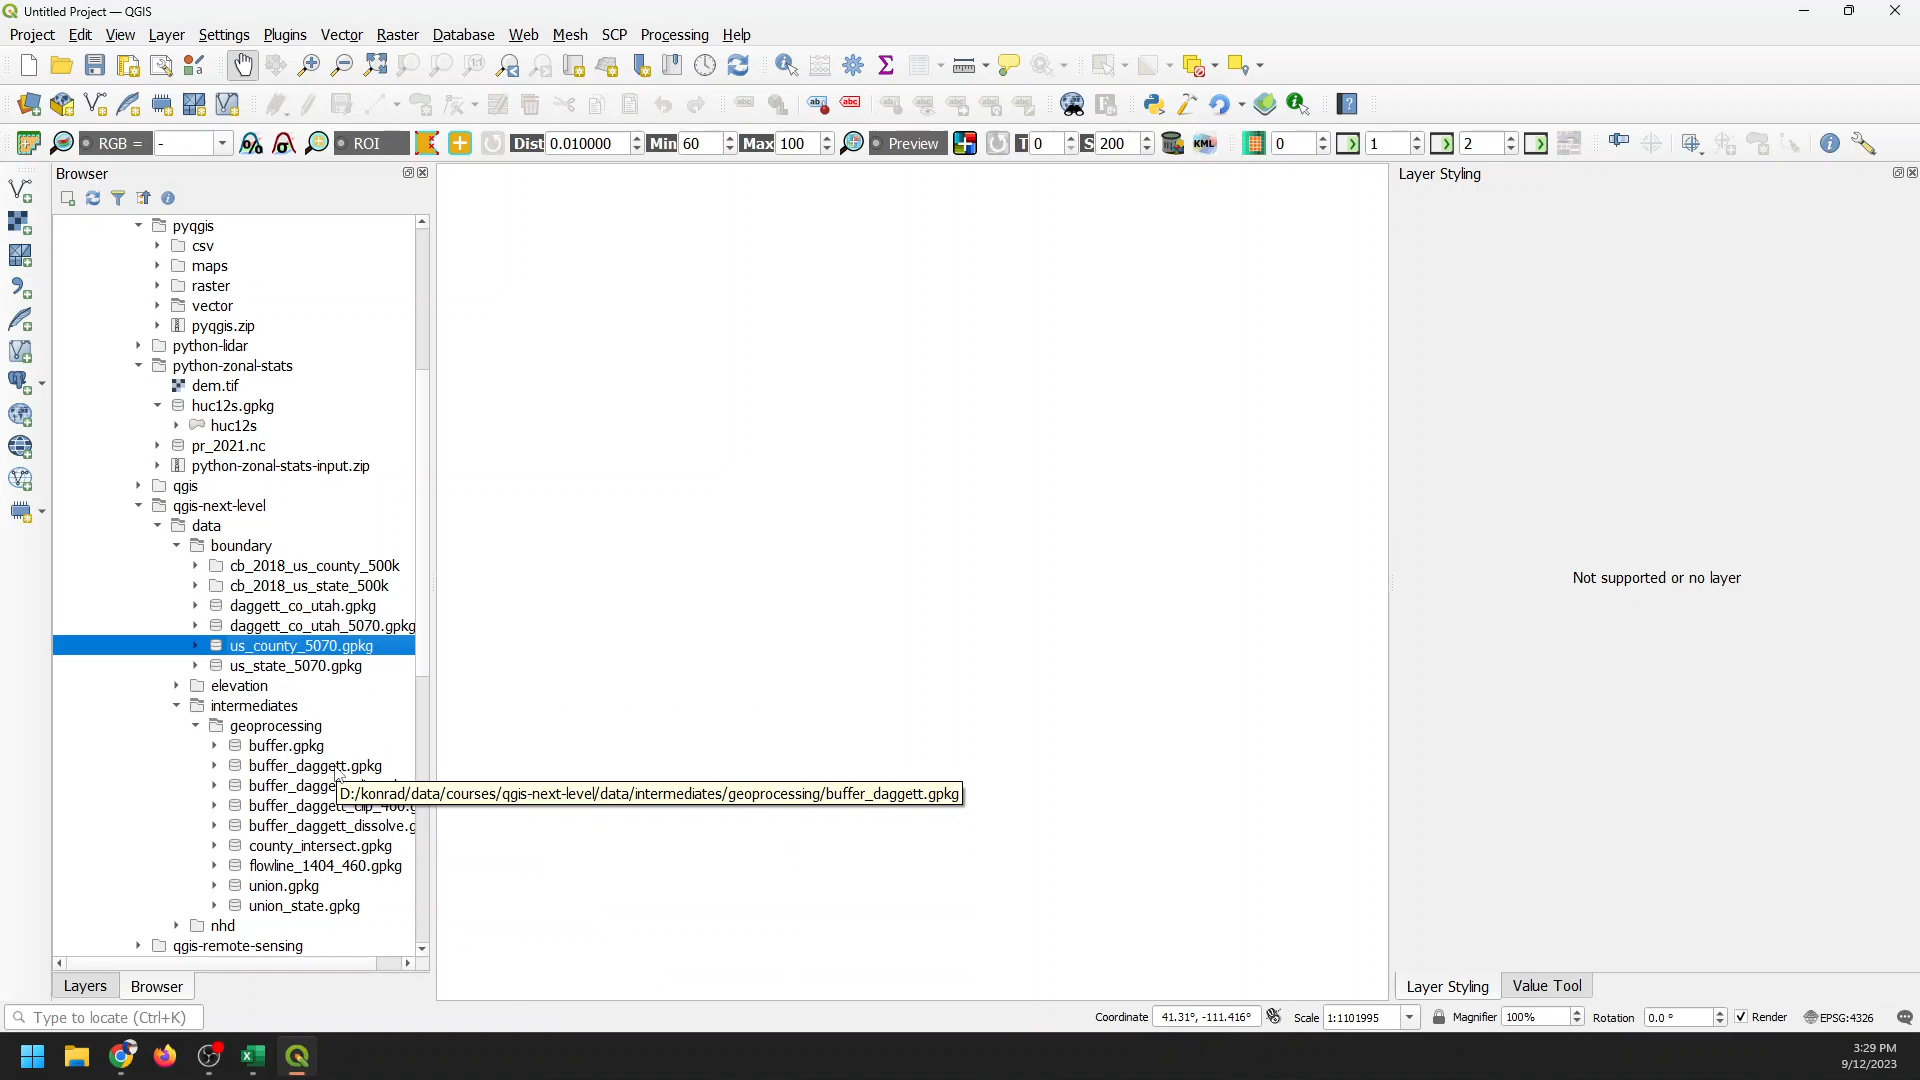 Untitled Project — QGIS
Project Edit View Layer Settings Plugins Vector Raster Database Web Mesh SCP Processing Help
RGB = - ROI Dist 0.010000 Min 60 Max 100 Preview T 0 S 200 KML 0 1 2
Browser
Layer Styling
pyqgis
csv
maps
raster
vector
pyqgis.zip
python-lidar
python-zonal-stats
dem.tif
huc12s.gpkg
huc12s
pr_2021.nc
python-zonal-stats-input.zip
qgis
qgis-next-level
data
boundary
cb_2018_us_county_500k
cb_2018_us_state_500k
daggett_co_utah.gpkg
daggett_co_utah_5070.gpkg
us_county_5070.gpkg
us_state_5070.gpkg
elevation
intermediates
geoprocessing
buffer.gpkg
buffer_daggett.gpkg
buffer_dagge
D:/konrad/data/courses/qgis-next-level/data/intermediates/geoprocessing/buffer_daggett.gpkg
buffer_daggett_clip_460.g
buffer_daggett_dissolve.g
county_intersect.gpkg
flowline_1404_460.gpkg
union.gpkg
union_state.gpkg
nhd
qgis-remote-sensing
Not supported or no layer
Layers Browser
Layer Styling Value Tool
Type to locate (Ctrl+K)
Coordinate 41.31°, -111.416° Scale 1:1101995 Magnifier 100% Rotation 0.0 ° Render EPSG:4326
3:29 PM
9/12/2023